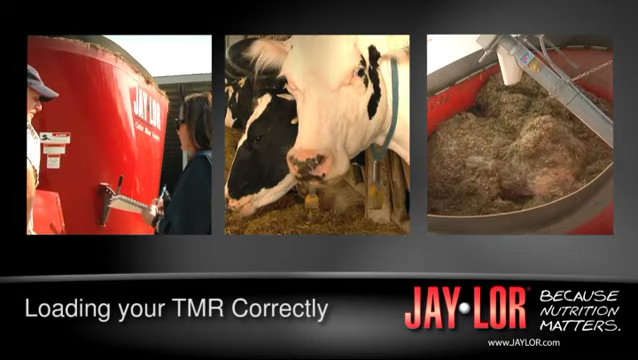 JAY LOR
Loading your TMR Correctly
JAY•LOR®
BECAUSE
NUTRITION
MATTERS.
www.JAYLOR.com